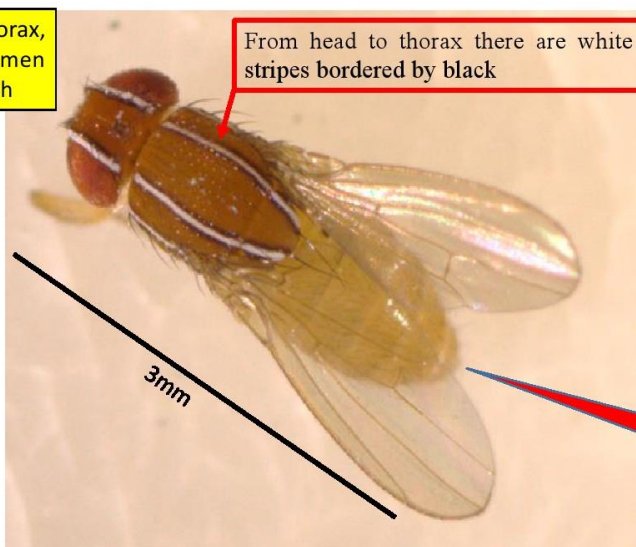 orax,
men
h
From head to thorax there are white
stripes bordered by black
3mm